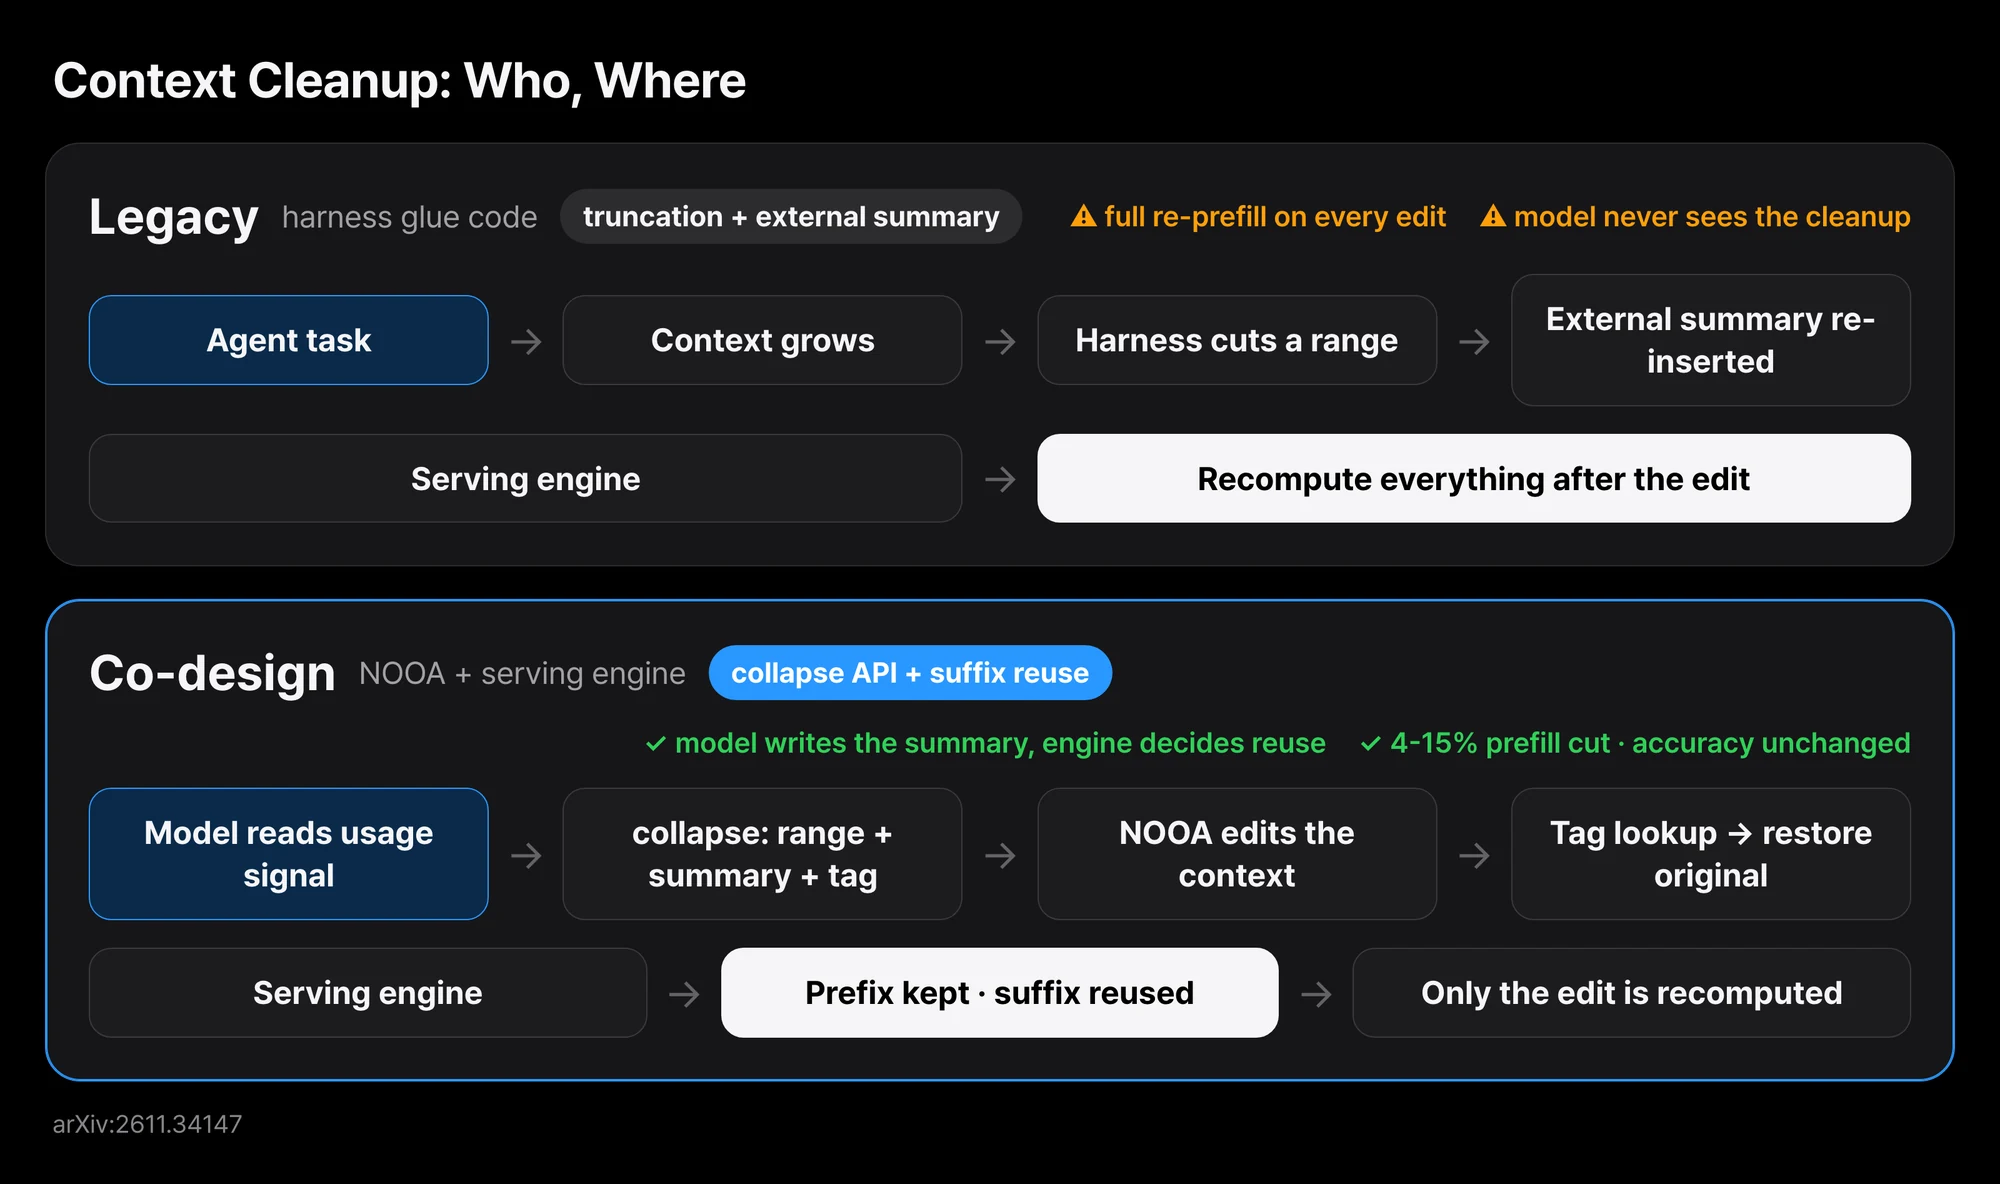 Context Cleanup: Who, Where
Legacy harness glue code truncation + external summary ⚠ full re-prefill on every edit ⚠ model never sees the cleanup
Agent task → Context grows → Harness cuts a range → External summary re-
inserted
Serving engine → Recompute everything after the edit
Co-design NOOA + serving engine collapse API + suffix reuse
✓ model writes the summary, engine decides reuse ✓ 4-15% prefill cut · accuracy unchanged
Model reads usage
signal
→
collapse: range +
summary + tag
→
NOOA edits the
context
→
Tag lookup → restore
original
Serving engine → Prefix kept · suffix reused → Only the edit is recomputed
arXiv:2611.34147